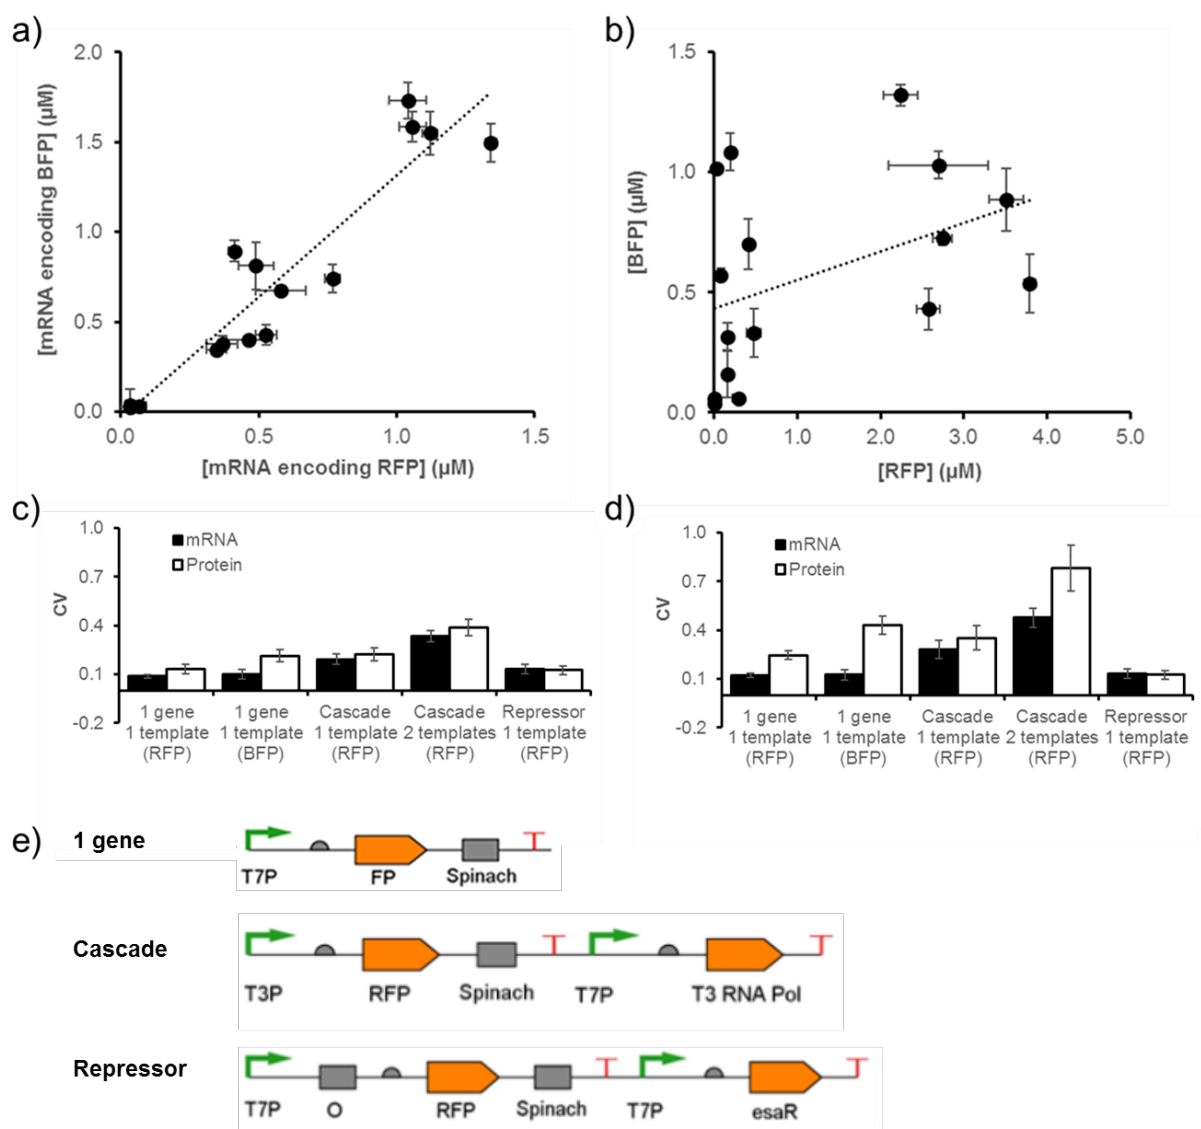 a)
2.0
1.5
1.0
0.5
0.0
[mRNA encoding BFP] (µM)
0.0 0.5 1.0 1.5
[mRNA encoding RFP] (µM)
b)
1.5
1.0
0.5
0.0
[BFP] (µM)
0.0 1.0 2.0 3.0 4.0 5.0
[RFP] (µM)
c)
1.0
0.7
0.4
0.1
-0.2
CV
mRNA
Protein
1 gene 1 gene Cascade Cascade Repressor
1 template 1 template 1 template 2 templates 1 template
(RFP) (BFP) (RFP) (RFP) (RFP)
d)
1.0
0.7
0.4
0.1
-0.2
CV
mRNA
Protein
1 gene 1 gene Cascade Cascade Repressor
1 template 1 template 1 template 2 templates 1 template
(RFP) (BFP) (RFP) (RFP) (RFP)
e)
1 gene
T7P FP Spinach
Cascade
T3P RFP Spinach T7P T3 RNA Pol
Repressor
T7P O RFP Spinach T7P esaR